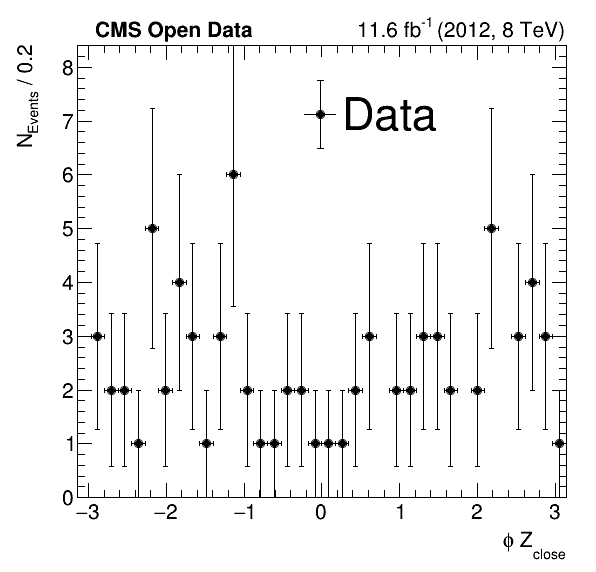 CMS Open Data 11.6 fb⁻¹ (2012, 8 TeV)
N_Events / 0.2
Data
8
7
6
5
4
3
2
1
0
−3 −2 −1 0 1 2 3
ϕ Z_close